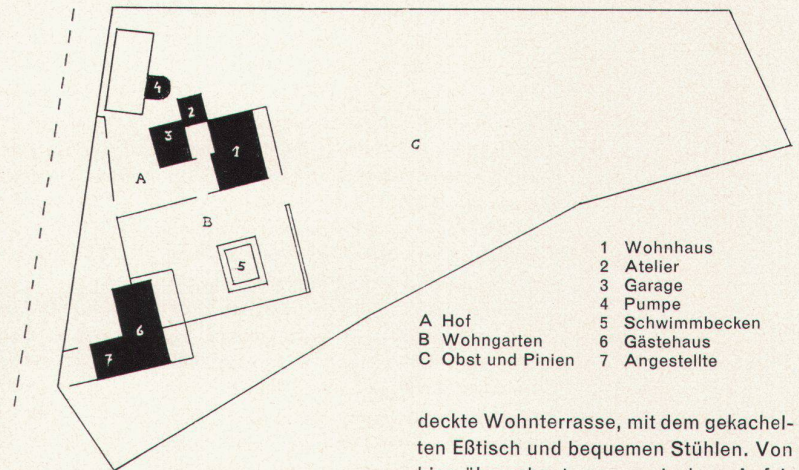 4
2
3
1
C
A
B
5
6
7
A Hof
B Wohngarten
C Obst und Pinien
1 Wohnhaus
2 Atelier
3 Garage
4 Pumpe
5 Schwimmbecken
6 Gästehaus
7 Angestellte
deckte Wohnterrasse, mit dem gekachel-
ten Eßtisch und bequemen Stühlen. Von